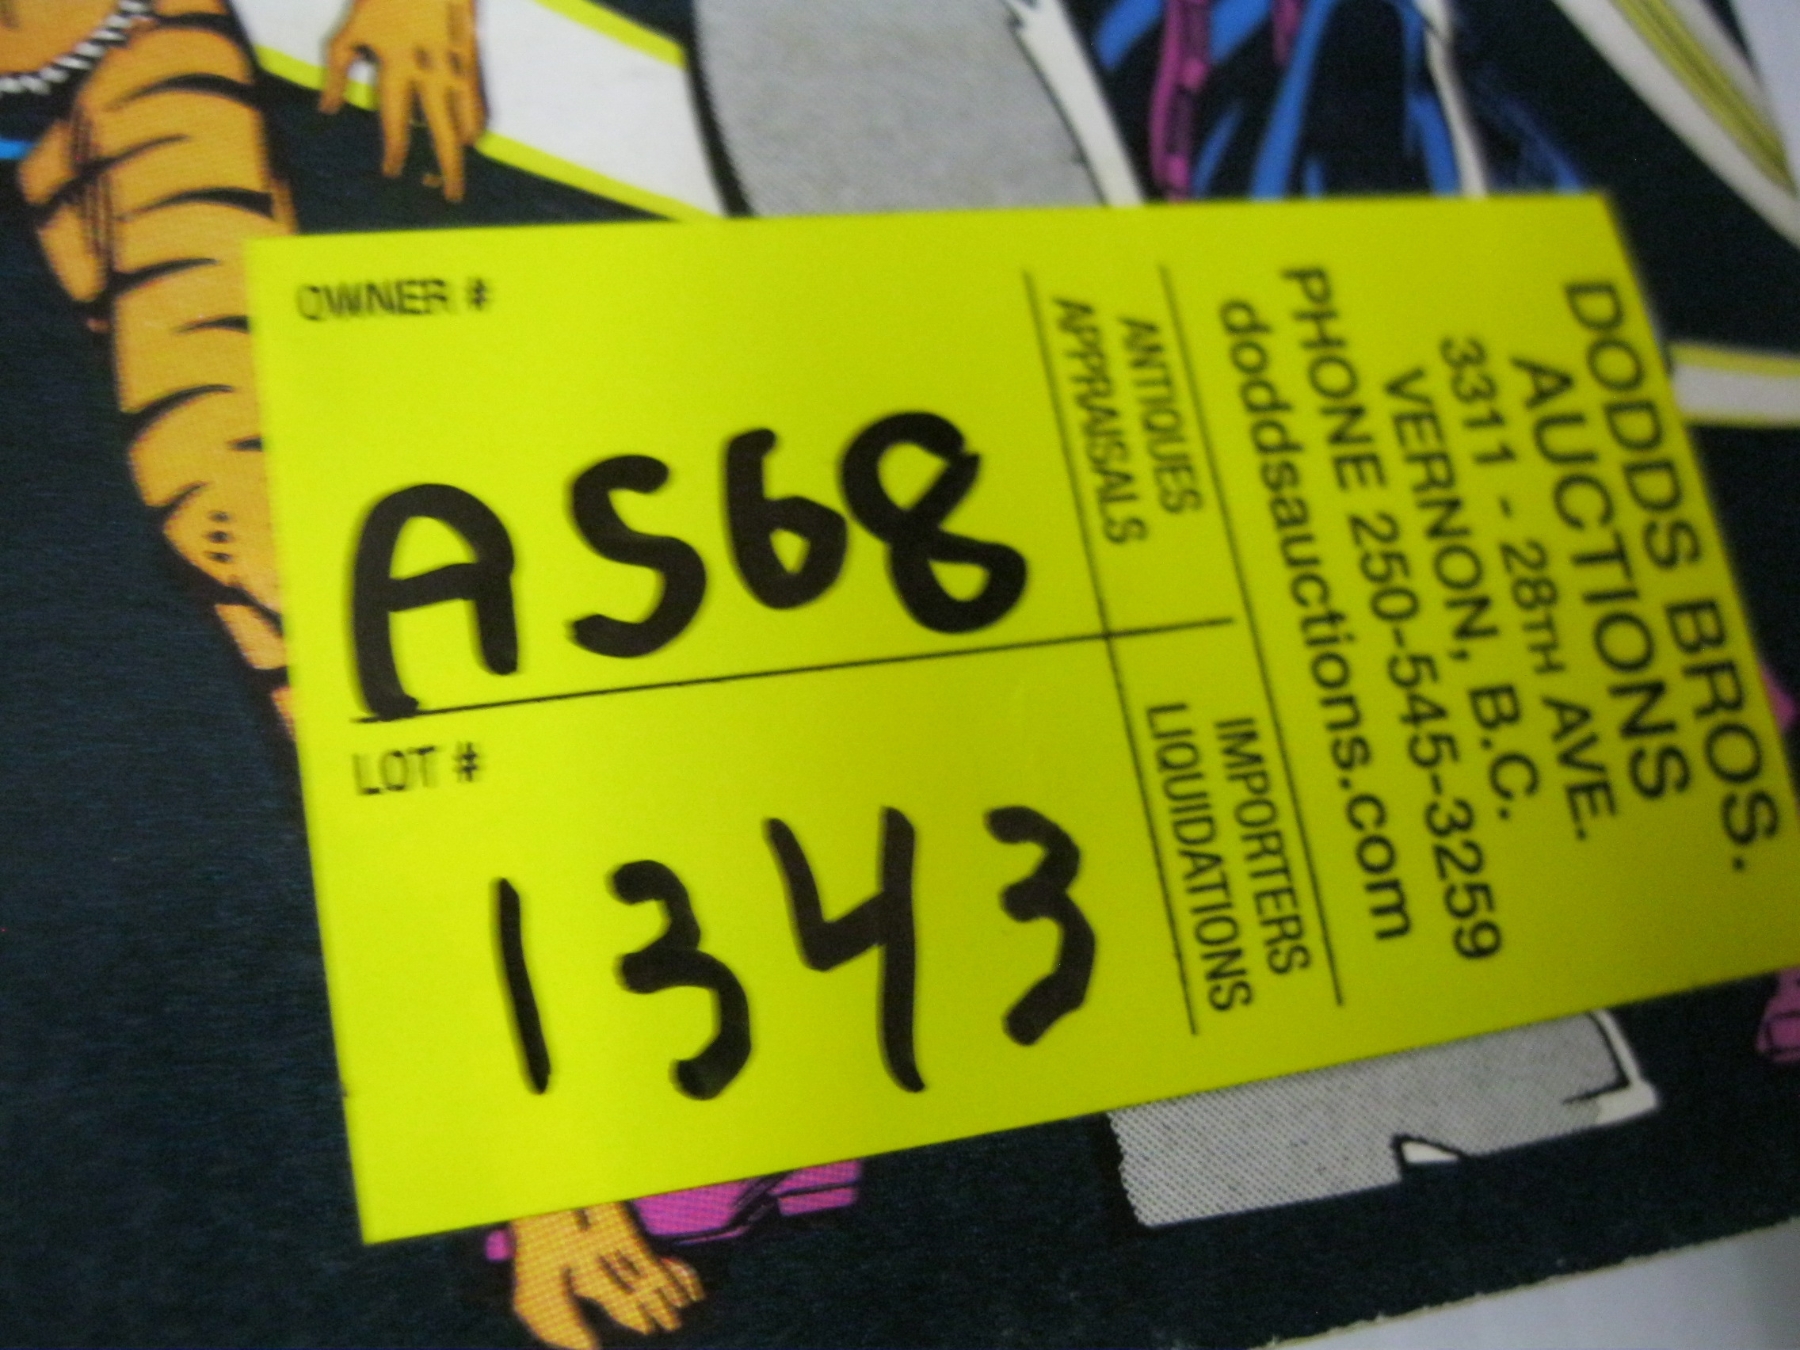 OWNER #
A568
LOT #
1343
ANTIQUES
APPRAISALS
IMPORTERS
LIQUIDATIONS
DODDS BROS.
AUCTIONS
3311 - 28TH AVE.
VERNON, B.C.
PHONE 250-545-3259
doddsauctions.com